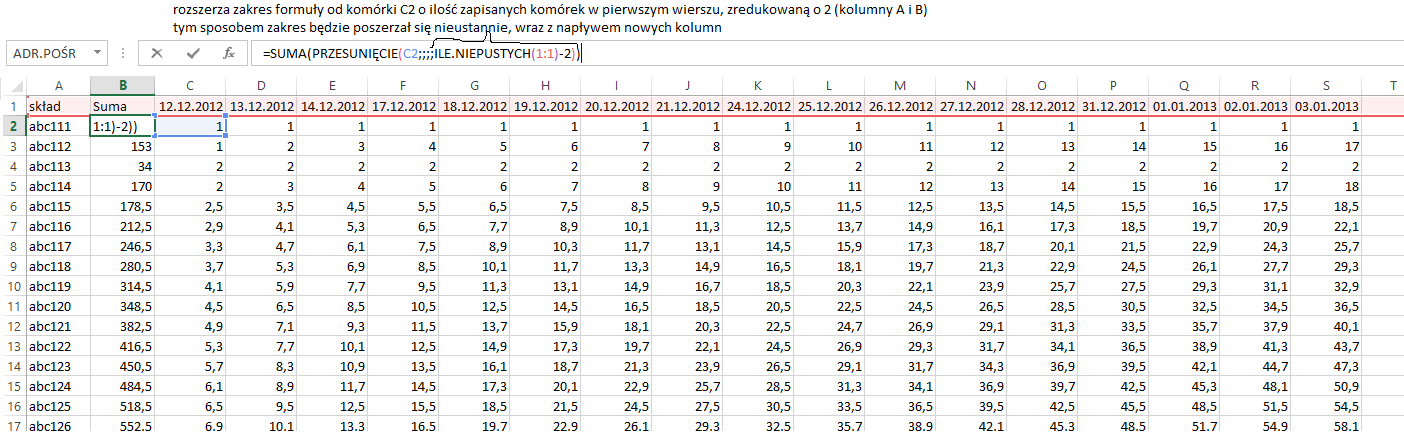 rozszerza zakres formuły od komórki C2 o ilość zapisanych komórek w pierwszym wierszu, zredukowaną o 2 (kolumny A i B)
tym sposobem zakres będzie poszerzał się nieustannie, wraz z napływem nowych kolumn
ADR.POŚR =SUMA(PRZESUNIĘCIE(C2;;;;ILE.NIEPUSTYCH(1:1)-2))
A B C D E F G H I J K L M N O P Q R S T
1 skład Suma 12.12.2012 13.12.2012 14.12.2012 17.12.2012 18.12.2012 19.12.2012 20.12.2012 21.12.2012 24.12.2012 25.12.2012 26.12.2012 27.12.2012 28.12.2012 31.12.2012 01.01.2013 02.01.2013 03.01.2013
2 abc111 1:1)-2)) 1 1 1 1 1 1 1 1 1 1 1 1 1 1 1 1 1
3 abc112 153 1 2 3 4 5 6 7 8 9 10 11 12 13 14 15 16 17
4 abc113 34 2 2 2 2 2 2 2 2 2 2 2 2 2 2 2 2 2
5 abc114 170 2 3 4 5 6 7 8 9 10 11 12 13 14 15 16 17 18
6 abc115 178,5 2,5 3,5 4,5 5,5 6,5 7,5 8,5 9,5 10,5 11,5 12,5 13,5 14,5 15,5 16,5 17,5 18,5
7 abc116 212,5 2,9 4,1 5,3 6,5 7,7 8,9 10,1 11,3 12,5 13,7 14,9 16,1 17,3 18,5 19,7 20,9 22,1
8 abc117 246,5 3,3 4,7 6,1 7,5 8,9 10,3 11,7 13,1 14,5 15,9 17,3 18,7 20,1 21,5 22,9 24,3 25,7
9 abc118 280,5 3,7 5,3 6,9 8,5 10,1 11,7 13,3 14,9 16,5 18,1 19,7 21,3 22,9 24,5 26,1 27,7 29,3
10 abc119 314,5 4,1 5,9 7,7 9,5 11,3 13,1 14,9 16,7 18,5 20,3 22,1 23,9 25,7 27,5 29,3 31,1 32,9
11 abc120 348,5 4,5 6,5 8,5 10,5 12,5 14,5 16,5 18,5 20,5 22,5 24,5 26,5 28,5 30,5 32,5 34,5 36,5
12 abc121 382,5 4,9 7,1 9,3 11,5 13,7 15,9 18,1 20,3 22,5 24,7 26,9 29,1 31,3 33,5 35,7 37,9 40,1
13 abc122 416,5 5,3 7,7 10,1 12,5 14,9 17,3 19,7 22,1 24,5 26,9 29,3 31,7 34,1 36,5 38,9 41,3 43,7
14 abc123 450,5 5,7 8,3 10,9 13,5 16,1 18,7 21,3 23,9 26,5 29,1 31,7 34,3 36,9 39,5 42,1 44,7 47,3
15 abc124 484,5 6,1 8,9 11,7 14,5 17,3 20,1 22,9 25,7 28,5 31,3 34,1 36,9 39,7 42,5 45,3 48,1 50,9
16 abc125 518,5 6,5 9,5 12,5 15,5 18,5 21,5 24,5 27,5 30,5 33,5 36,5 39,5 42,5 45,5 48,5 51,5 54,5
17 abc126 552,5 6,9 10,1 13,3 16,5 19,7 22,9 26,1 29,3 32,5 35,7 38,9 42,1 45,3 48,5 51,7 54,9 58,1